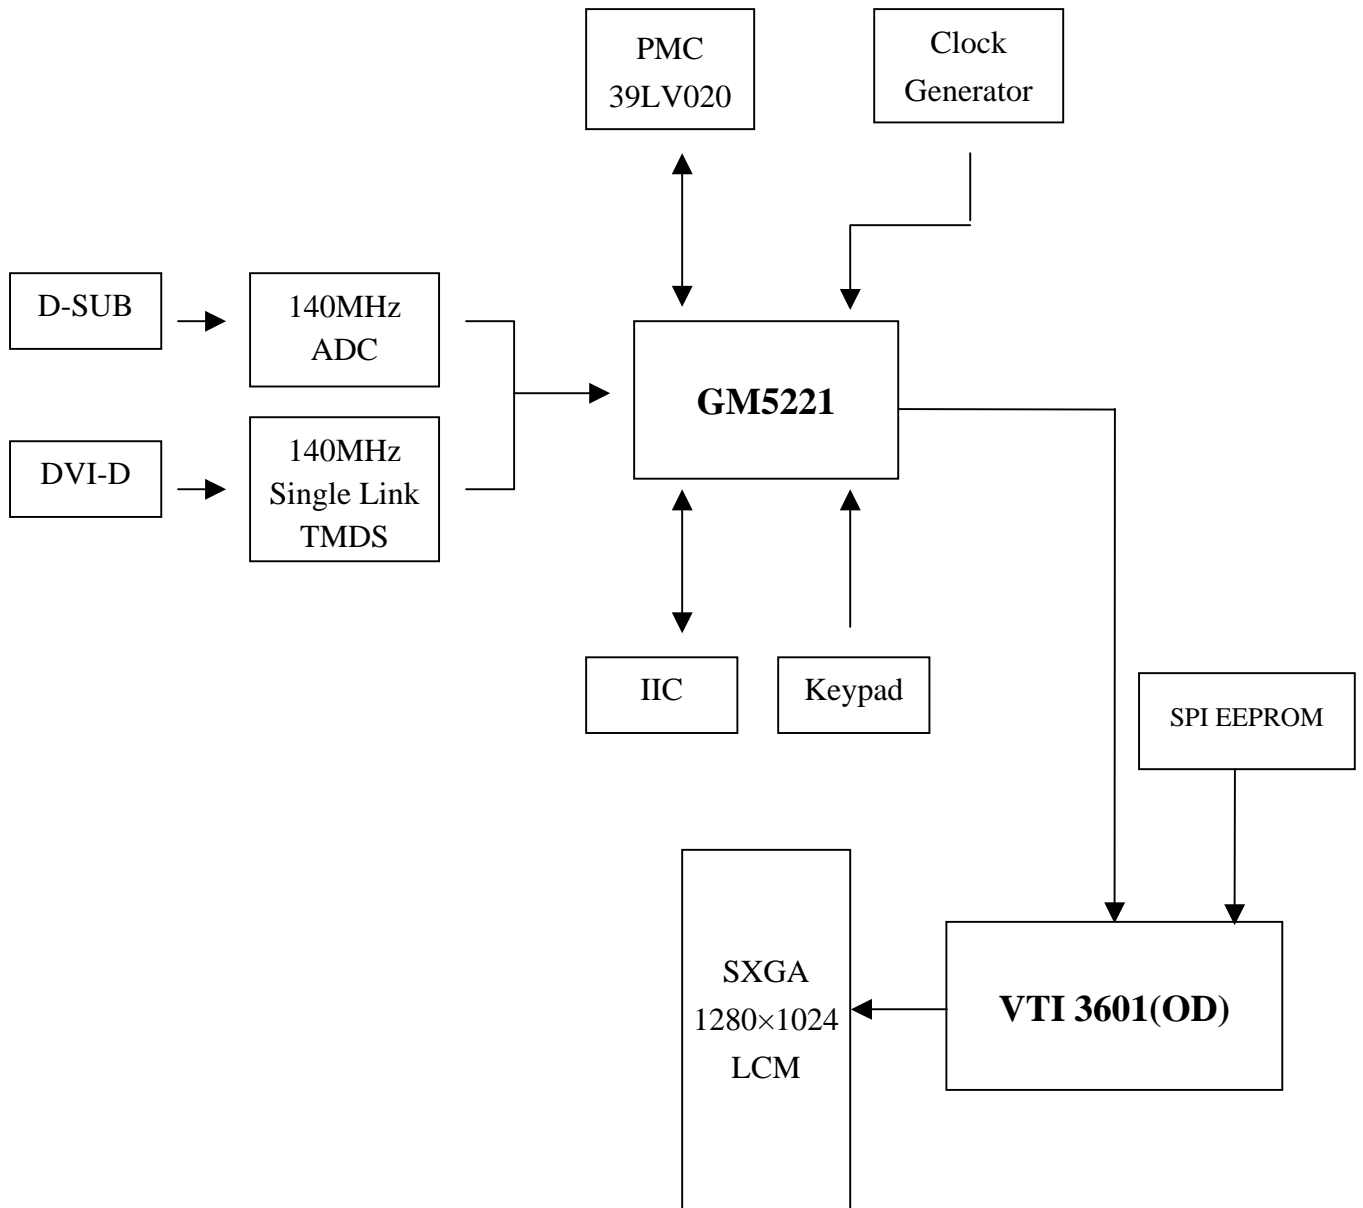 PMC
39LV020
Clock
Generator
D-SUB
140MHz
ADC
GM5221
DVI-D
140MHz
Single Link
TMDS
IIC
Keypad
SPI EEPROM
SXGA
1280×1024
LCM
VTI 3601(OD)